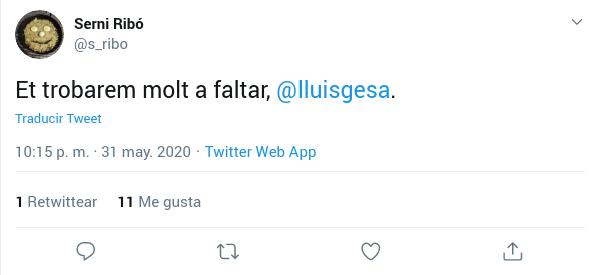 Serni Ribó
@s_ribo
Et trobarem molt a faltar, @lluisgesa.
Traducir Tweet
10:15 p. m. · 31 may. 2020 · Twitter Web App
1 Retwittear 11 Me gusta